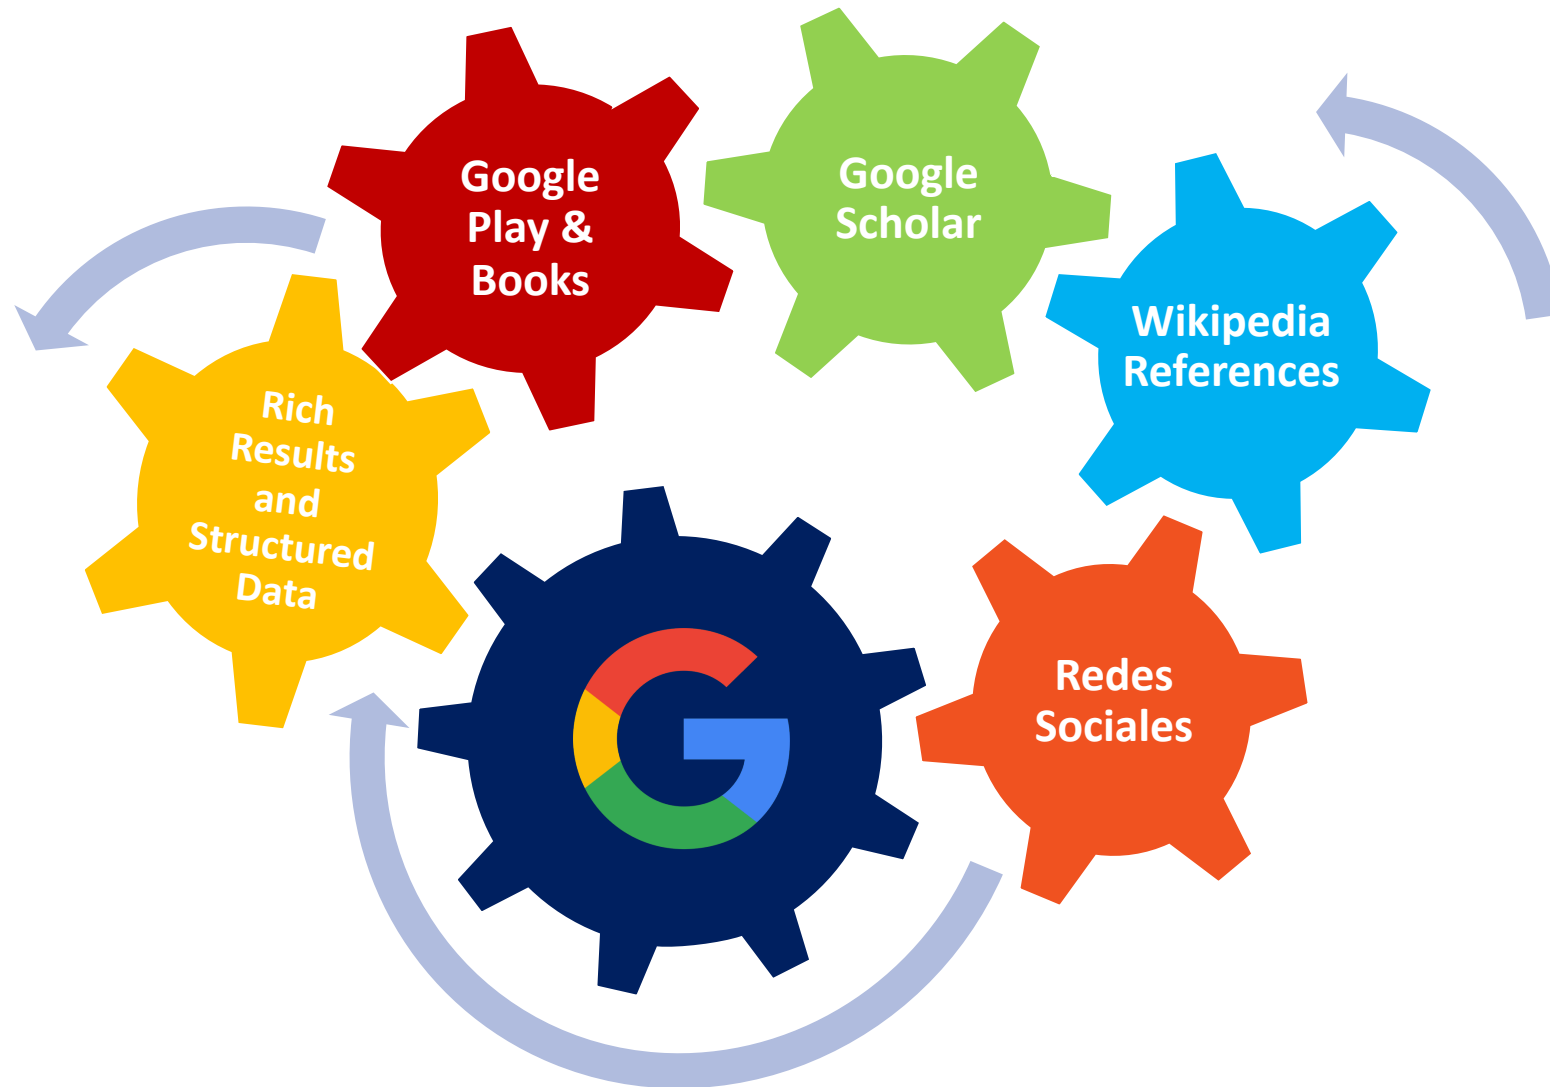 Google
Play &
Books
Google
Scholar
Wikipedia
References
Rich
Results
and
Structured
Data
Redes
Sociales